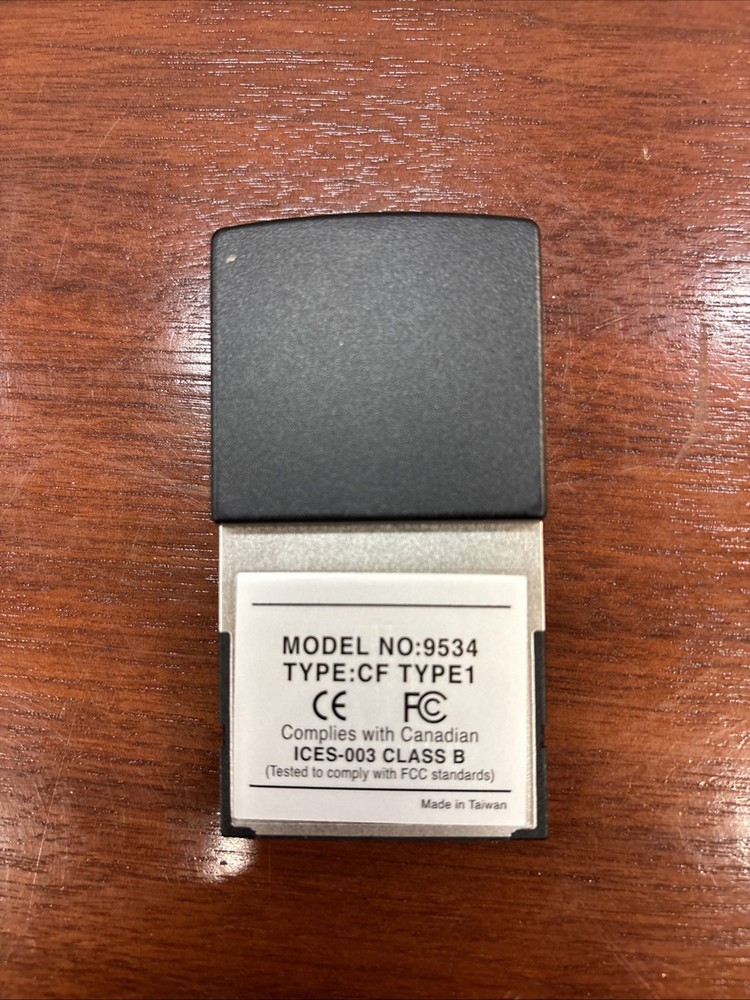 MODEL NO:9534
TYPE:CF TYPE1
CE FC
Complies with Canadian
ICES-003 CLASS B
(Tested to comply with FCC standards)
Made in Taiwan